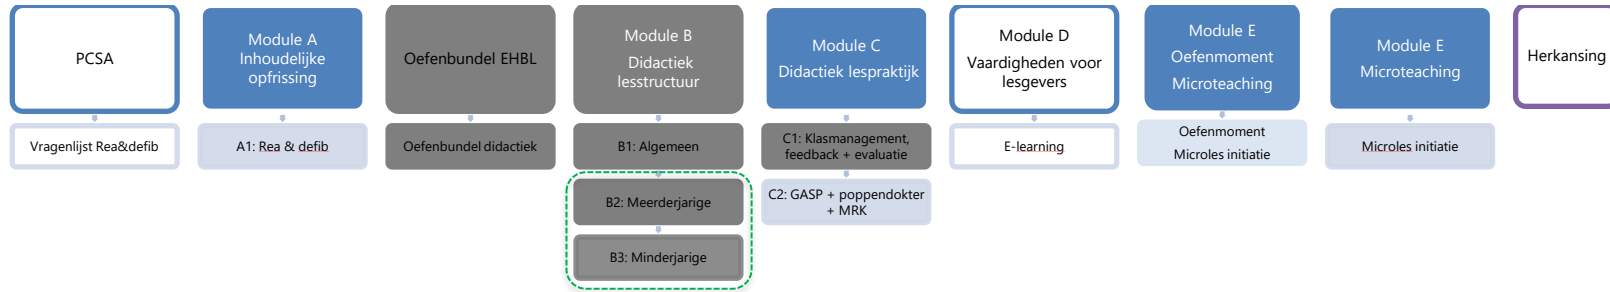 PCSA
Vragenlijst Rea&defib
Module A
Inhoudelijke
opfrissing
A1: Rea & defib
Oefenbundel EHBL
Oefenbundel didactiek
Module B
Didactiek
lesstructuur
B1: Algemeen
B2: Meerderjarige
B3: Minderjarige
Module C
Didactiek lespraktijk
C1: Klasmanagement,
feedback + evaluatie
C2: GASP + poppendokter
+ MRK
Module D
Vaardigheden voor
lesgevers
E-learning
Module E
Oefenmoment
Microteaching
Oefenmoment
Microles initiatie
Module E
Microteaching
Microles initiatie
Herkansing